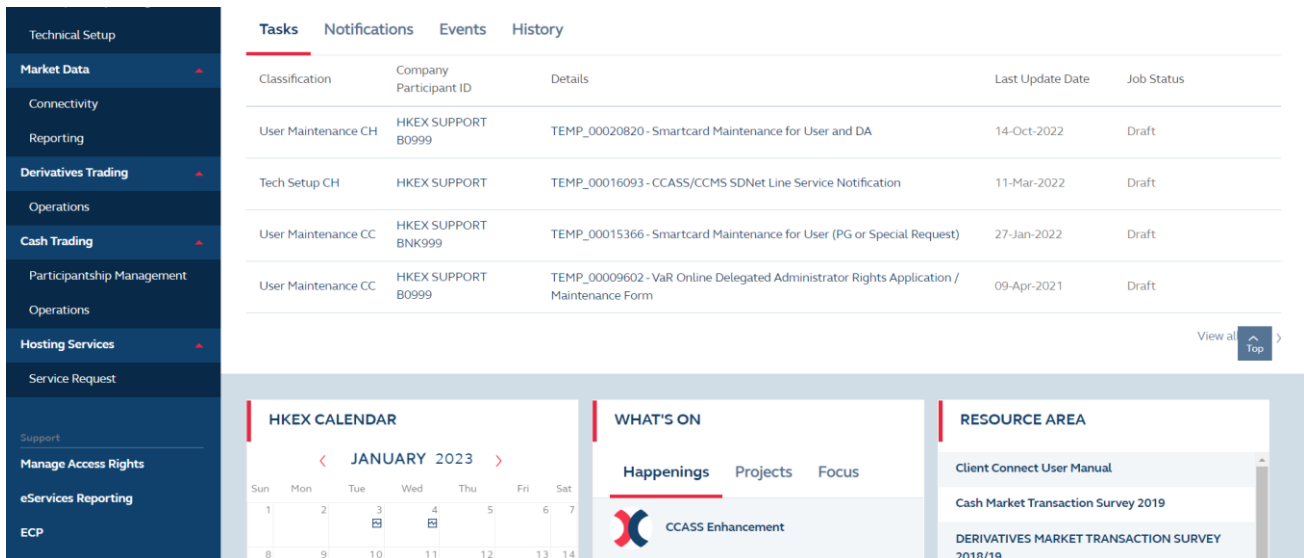 Technical Setup
Market Data
Connectivity
Reporting
Derivatives Trading
Operations
Cash Trading
Participantship Management
Operations
Hosting Services
Service Request
Support
Manage Access Rights
eServices Reporting
ECP
Tasks Notifications Events History
Classification Company Participant ID Details Last Update Date Job Status
User Maintenance CH HKEX SUPPORT B0999 TEMP_00020820 - Smartcard Maintenance for User and DA 14-Oct-2022 Draft
Tech Setup CH HKEX SUPPORT TEMP_00016093 - CCASS/CCMS SDNet Line Service Notification 11-Mar-2022 Draft
User Maintenance CC HKEX SUPPORT BNK999 TEMP_00015366 - Smartcard Maintenance for User (PG or Special Request) 27-Jan-2022 Draft
User Maintenance CC HKEX SUPPORT B0999 TEMP_00009602 - VaR Online Delegated Administrator Rights Application / Maintenance Form 09-Apr-2021 Draft
View all
Top
HKEX CALENDAR
JANUARY 2023
Sun Mon Tue Wed Thu Fri Sat
1 2 3 4 5 6 7
8 9 10 11 12 13 14
WHAT'S ON
Happenings Projects Focus
CCASS Enhancement
RESOURCE AREA
Client Connect User Manual
Cash Market Transaction Survey 2019
DERIVATIVES MARKET TRANSACTION SURVEY
2018/19